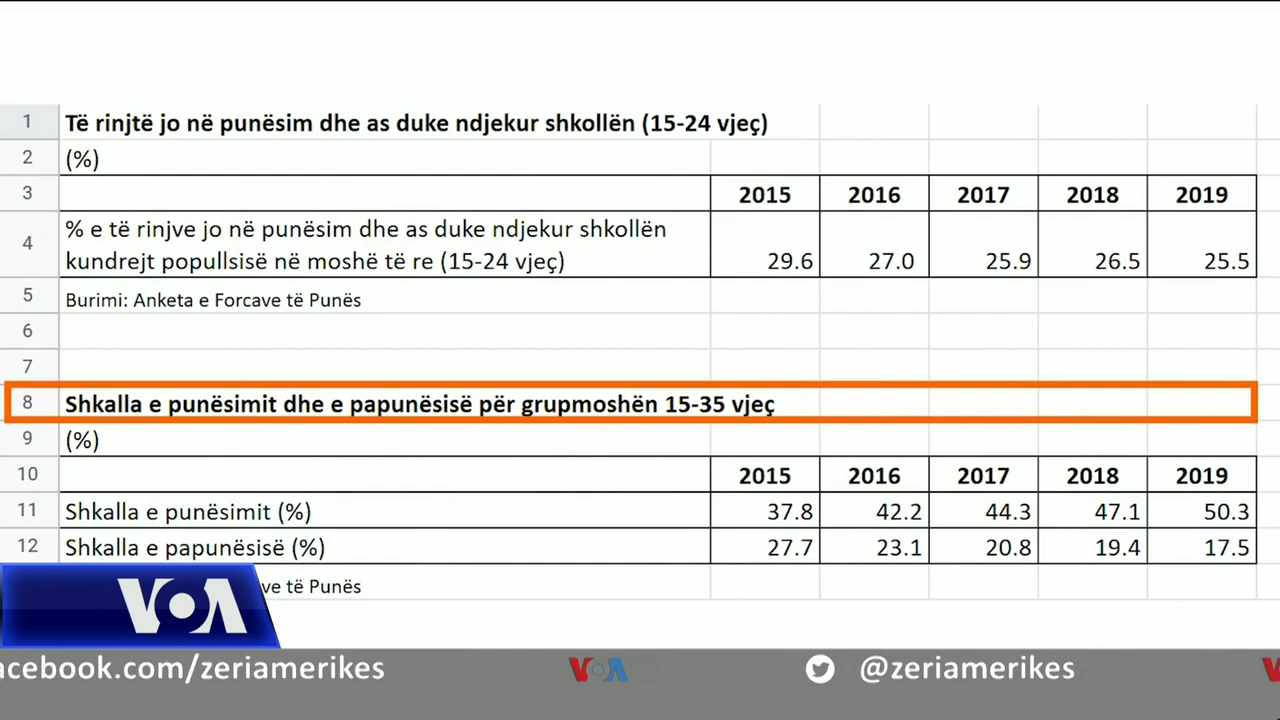 1 Të rinjtë jo në punësim dhe as duke ndjekur shkollën (15-24 vjeç)
2 (%)
3 2015 2016 2017 2018 2019
4 % e të rinjve jo në punësim dhe as duke ndjekur shkollën
kundrejt popullsisë në moshë të re (15-24 vjeç) 29.6 27.0 25.9 26.5 25.5
5 Burimi: Anketa e Forcave të Punës
6
7
8 Shkalla e punësimit dhe e papunësisë për grupmoshën 15-35 vjeç
9 (%)
10 2015 2016 2017 2018 2019
11 Shkalla e punësimit (%) 37.8 42.2 44.3 47.1 50.3
12 Shkalla e papunësisë (%) 27.7 23.1 20.8 19.4 17.5
ve të Punës
VOA
acebook.com/zeriamerikes VOA @zeriamerikes